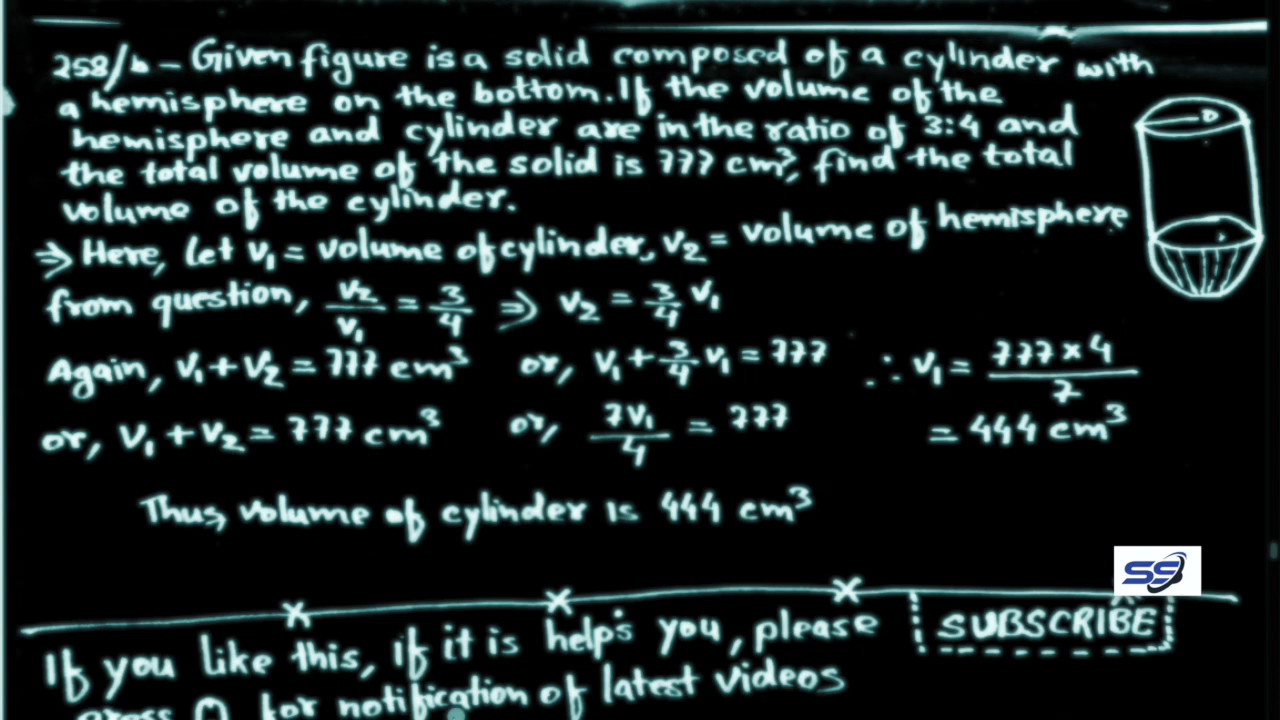 258/b - Given figure is a solid composed of a cylinder with
a hemisphere on the bottom. If the volume of the
hemisphere and cylinder are in the ratio of 3:4 and
the total volume of the solid is 777 cm³, find the total
volume of the cylinder.
⇒ Here, let V₁ = volume of cylinder, V₂ = volume of hemisphere
from question, V₂/V₁ = 3/4 ⇒ V₂ = 3/4 V₁
Again, V₁ + V₂ = 777 cm³ or, V₁ + 3/4 V₁ = 777 ∴ V₁ = 777 × 4 / 7
or, V₁ + V₂ = 777 cm³ or, 7V₁/4 = 777 = 444 cm³
Thus, volume of cylinder is 444 cm³
SS
If you like this, If it is help's you, please SUBSCRIBE
press for notification of latest videos